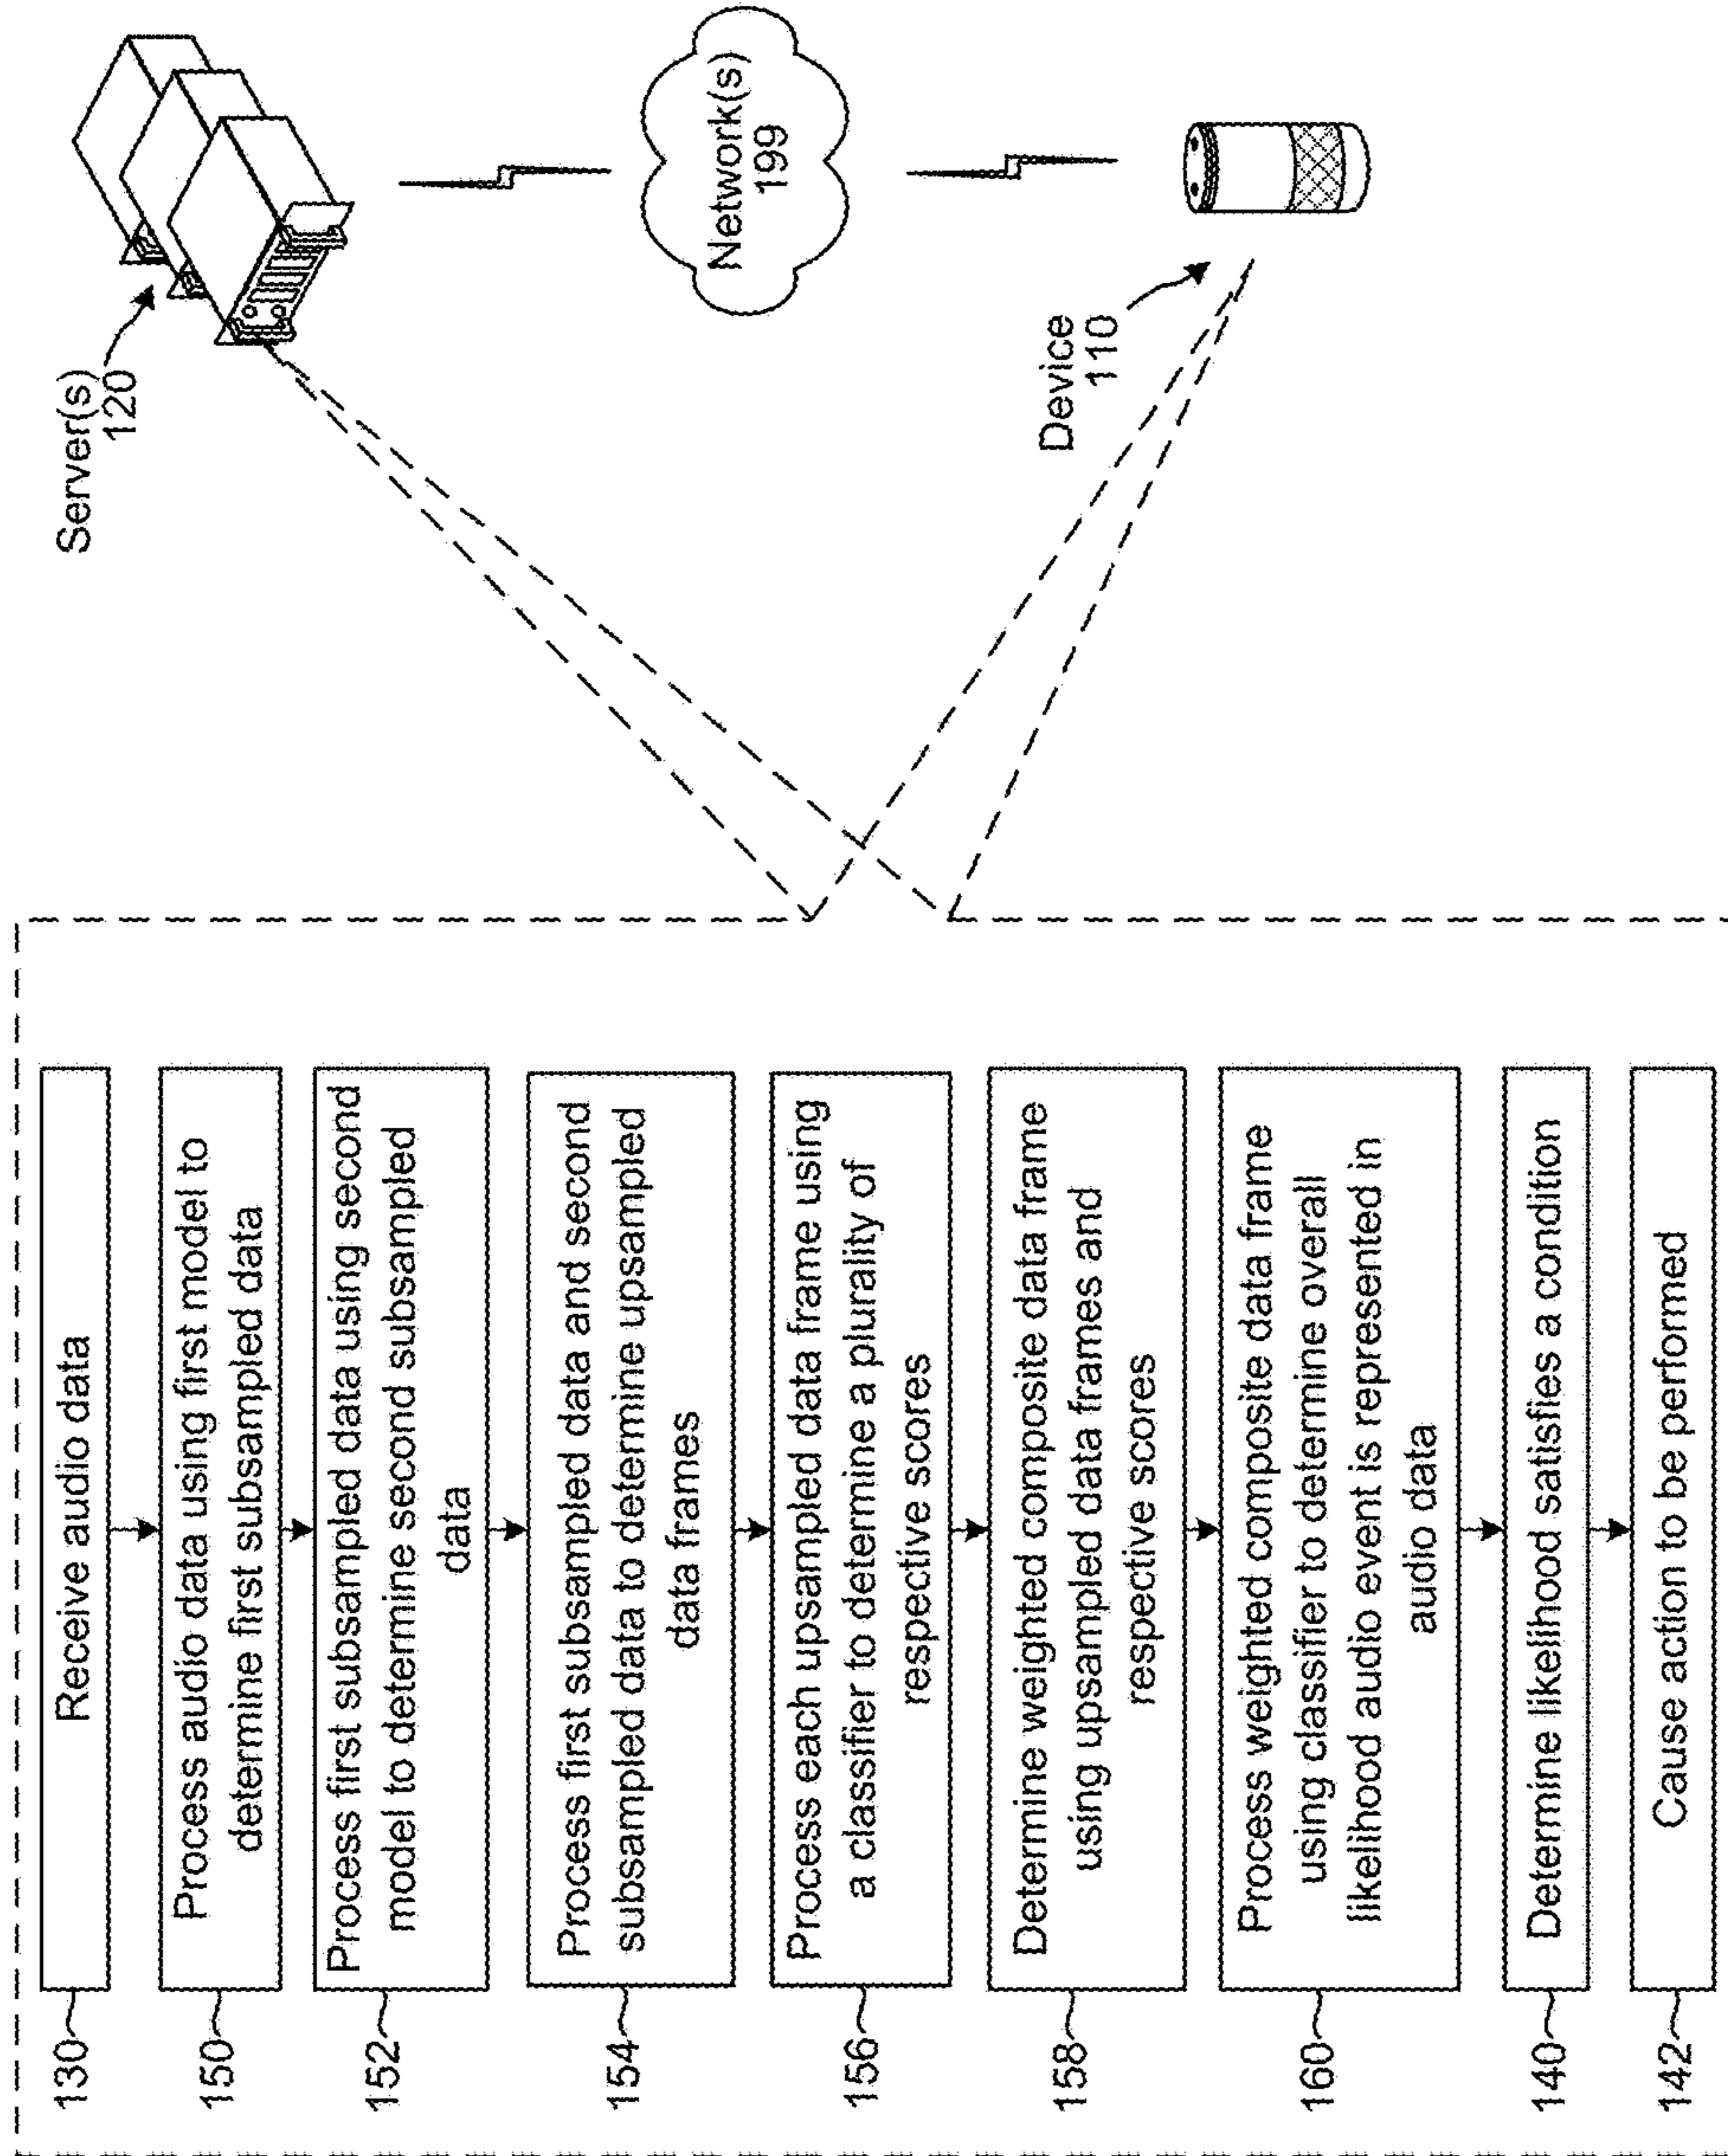 130
Receive audio data
150
Process audio data using first model to
determine first subsampled data
152
Process first subsampled data using second
model to determine second subsampled
data
154
Process first subsampled data and second
subsampled data to determine upsampled
data frames
156
Process each upsampled data frame using
a classifier to determine a plurality of
respective scores
158
Determine weighted composite data frame
using upsampled data frames and
respective scores
160
Process weighted composite data frame
using classifier to determine overall
likelihood audio event is represented in
audio data
140
Determine likelihood satisfies a condition
142
Cause action to be performed
Server(s)
120
Network(s)
199
Device
110